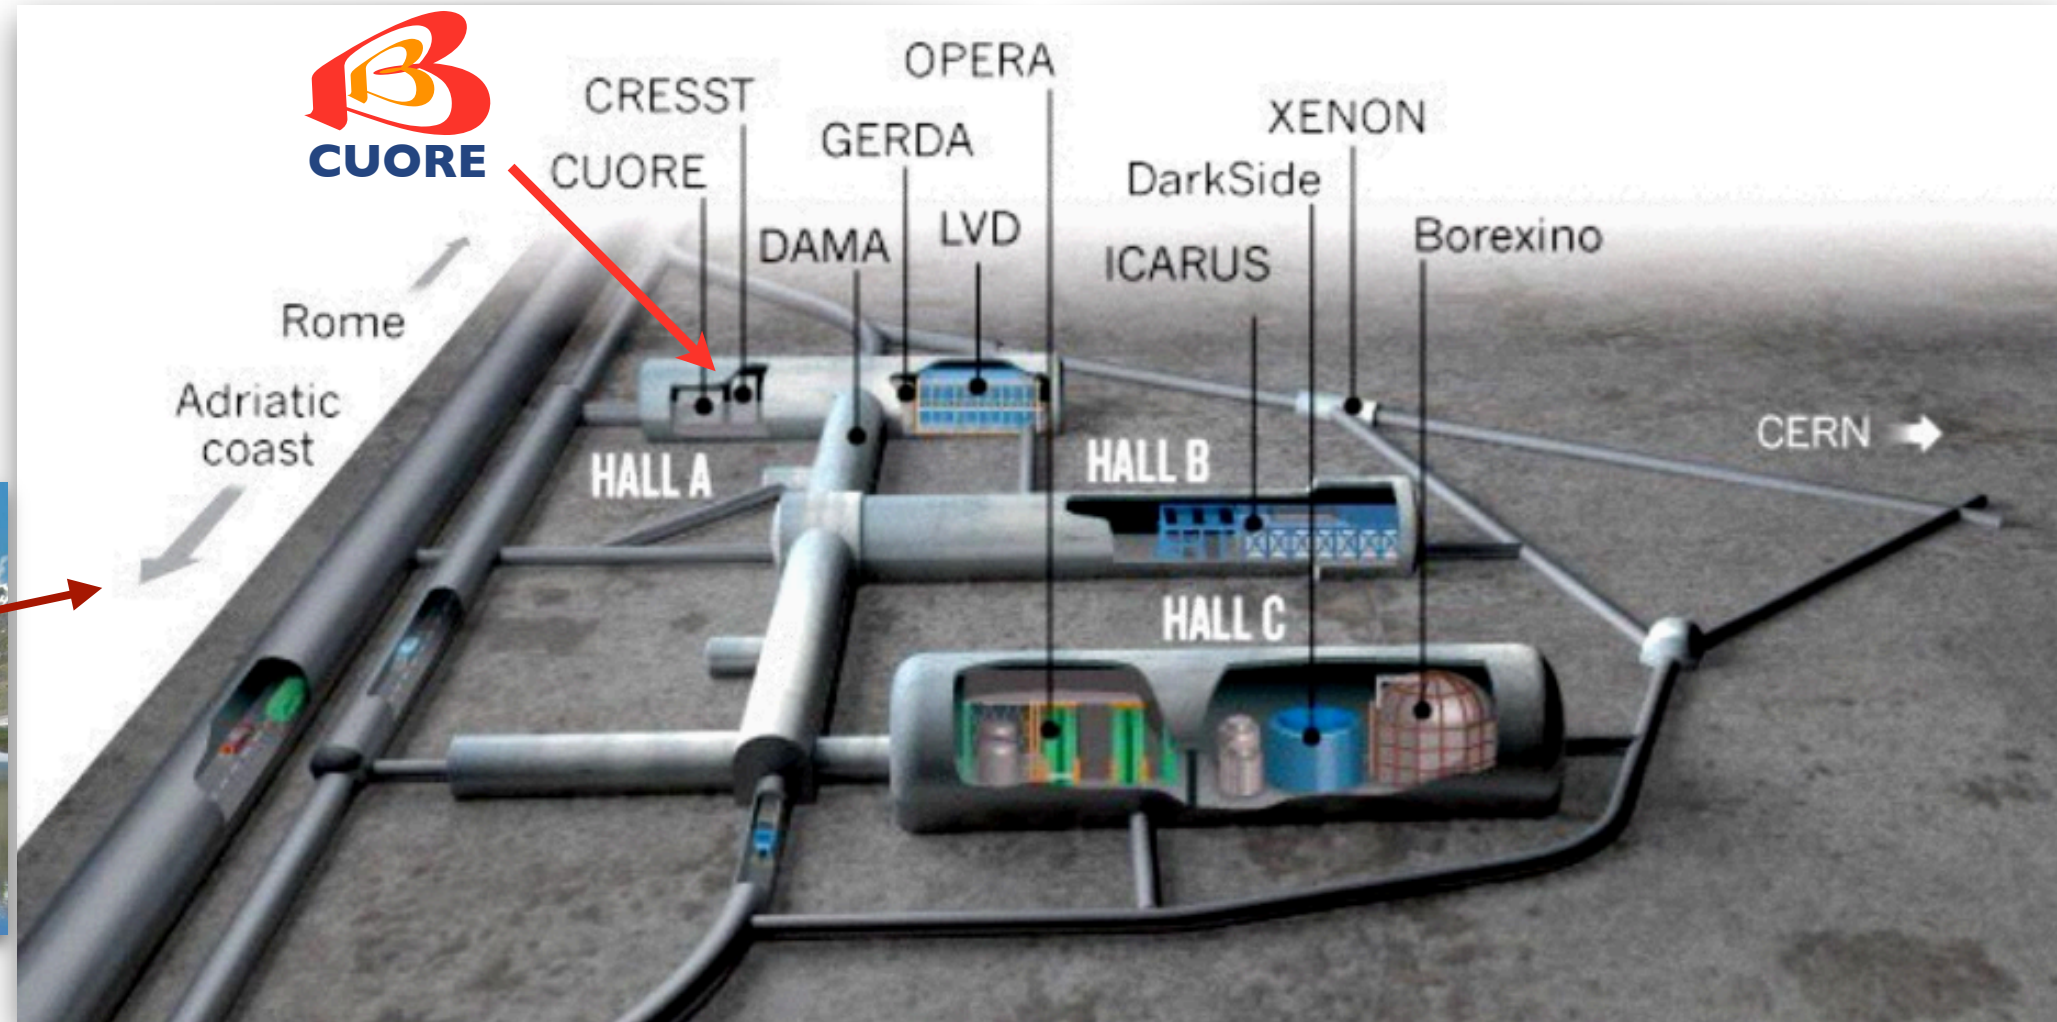 OPERA
CRESST
XENON
GERDA
CUORE
CUORE
DarkSide
LVD
DAMA
Borexino
ICARUS
Rome
Adriatic
coast
CERN
HALL A
HALL B
HALL C